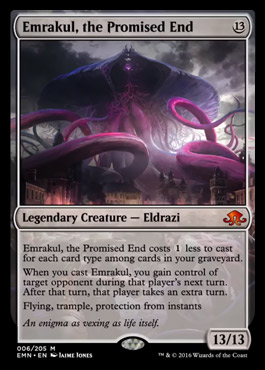 Emrakul, the Promised End 13
Legendary Creature — Eldrazi
Emrakul, the Promised End costs 1 less to cast
for each card type among cards in your graveyard.
When you cast Emrakul, you gain control of
target opponent during that player's next turn.
After that turn, that player takes an extra turn.
Flying, trample, protection from instants
An enigma as vexing as life itself.
13/13
006/205 M
EMN • EN JAIME JONES ™ & © 2016 Wizards of the Coast